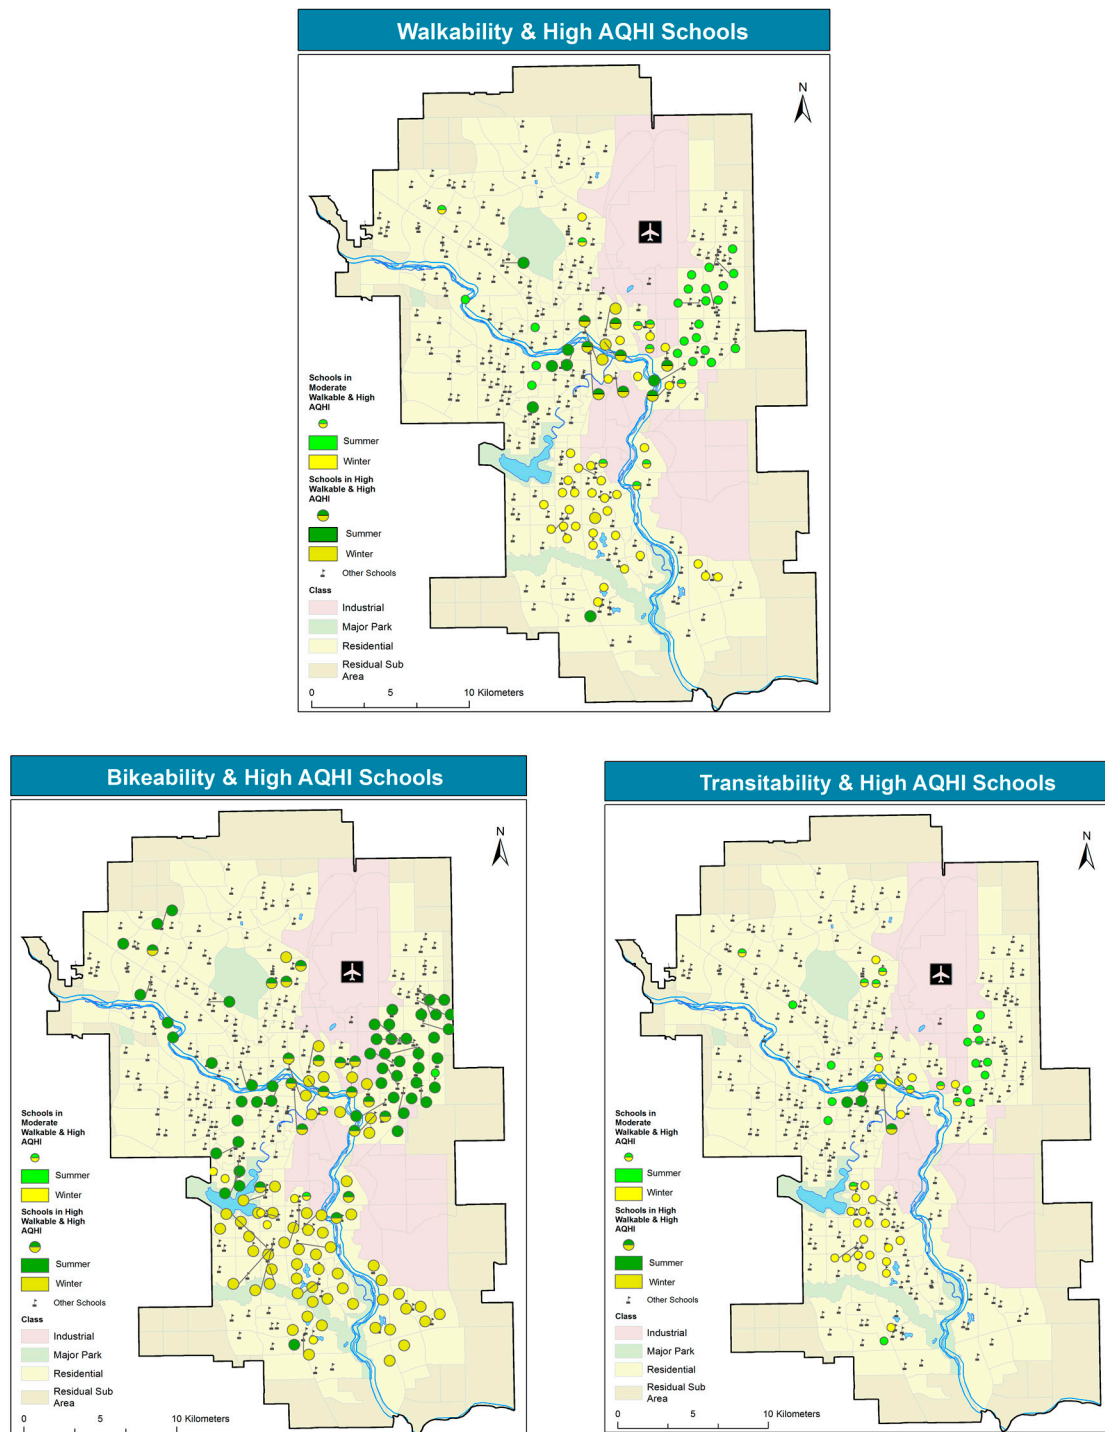 Walkability & High AQHI Schools
N
Schools in
Moderate
Walkable & High
AQHI
Summer
Winter
Schools in High
Walkable & High
AQHI
Summer
Winter
Other Schools
Class
Industrial
Major Park
Residential
Residual Sub
Area
0 5 10 Kilometers
Bikeability & High AQHI Schools
N
Schools in
Moderate
Walkable & High
AQHI
Summer
Winter
Schools in High
Walkable & High
AQHI
Summer
Winter
Other Schools
Class
Industrial
Major Park
Residential
Residual Sub
Area
0 5 10 Kilometers
Transitability & High AQHI Schools
N
Schools in
Moderate
Walkable & High
AQHI
Summer
Winter
Schools in High
Walkable & High
AQHI
Summer
Winter
Other Schools
Class
Industrial
Major Park
Residential
Residual Sub
Area
0 5 10 Kilometers